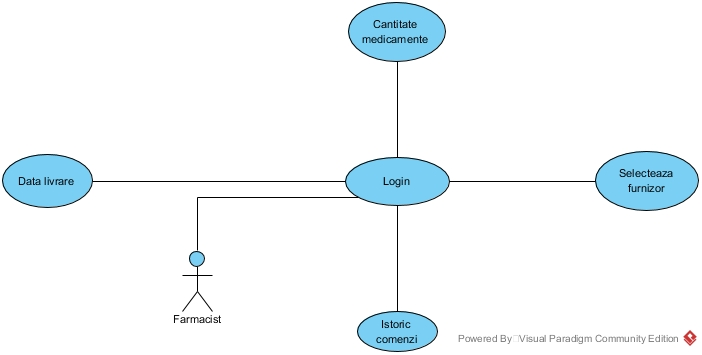 Cantitate
medicamente
Data livrare
Login
Selecteaza
furnizor
Farmacist
Istoric
comenzi
Powered By Visual Paradigm Community Edition